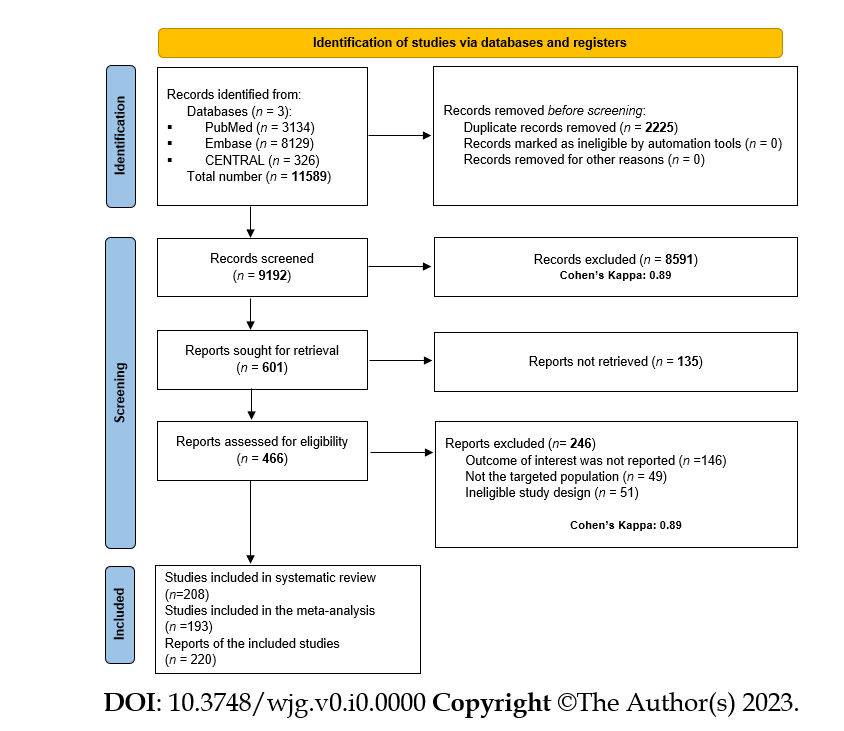 Identification of studies via databases and registers
Identification
Records identified from:
Databases (n = 3):
▪ PubMed (n = 3134)
▪ Embase (n = 8129)
▪ CENTRAL (n = 326)
Total number (n = 11589)
Records removed before screening:
Duplicate records removed (n = 2225)
Records marked as ineligible by automation tools (n = 0)
Records removed for other reasons (n = 0)
Screening
Records screened
(n = 9192)
Records excluded (n = 8591)
Cohen's Kappa: 0.89
Reports sought for retrieval
(n = 601)
Reports not retrieved (n = 135)
Reports assessed for eligibility
(n = 466)
Reports excluded (n= 246)
Outcome of interest was not reported (n =146)
Not the targeted population (n = 49)
Ineligible study design (n = 51)
Cohen's Kappa: 0.89
Included
Studies included in systematic review
(n=208)
Studies included in the meta-analysis
(n =193)
Reports of the included studies
(n = 220)
DOI: 10.3748/wjg.v0.i0.0000 Copyright ©The Author(s) 2023.